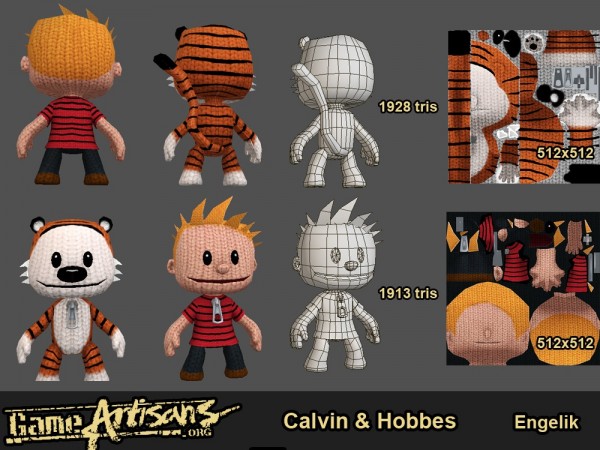 1928 tris
512x512
1913 tris
512x512
GameArtisans
.ORG
Calvin & Hobbes
Engelik